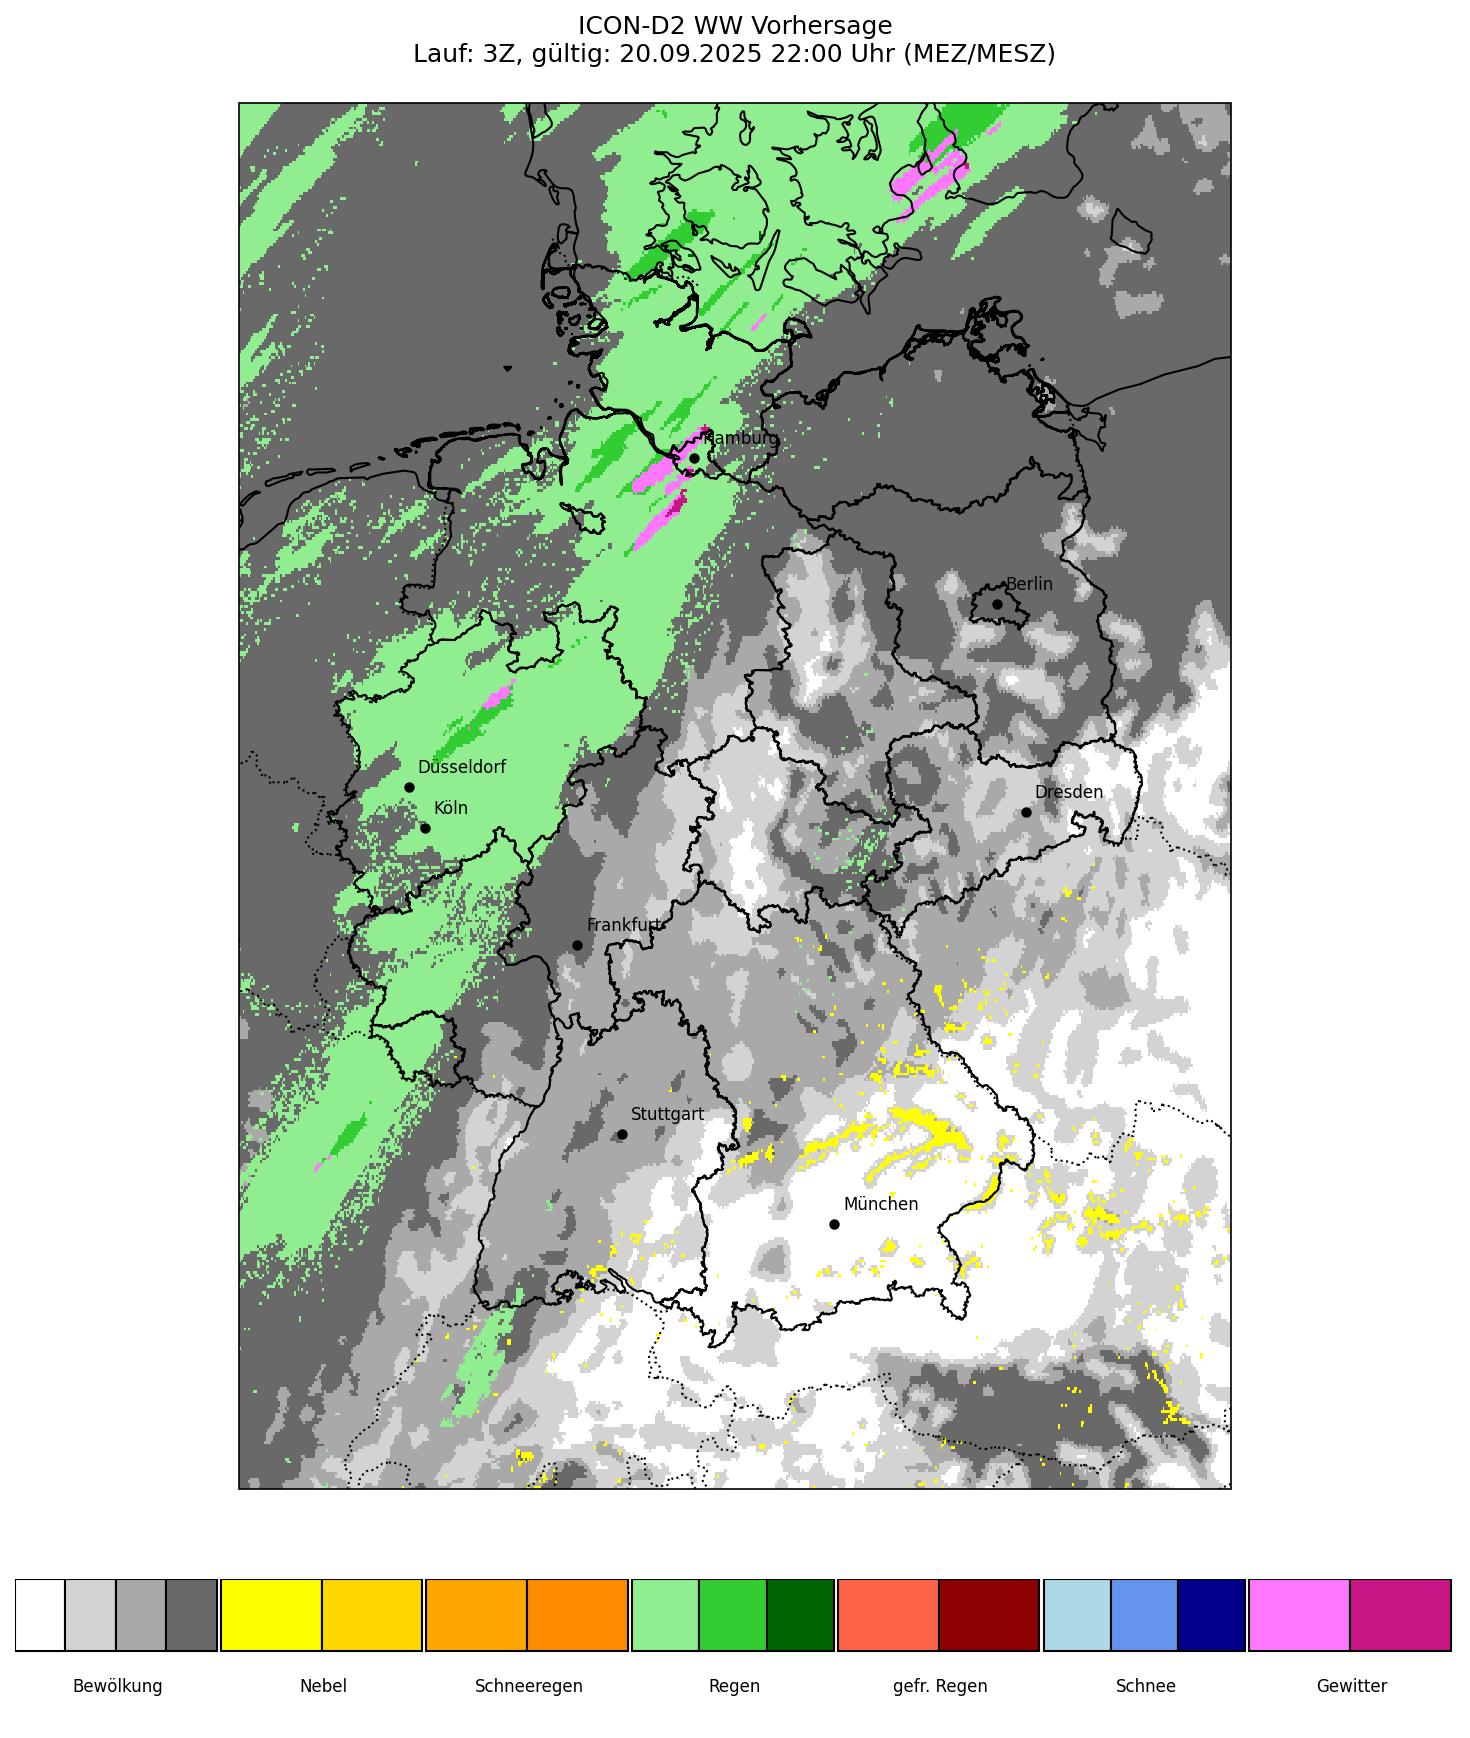 ICON-D2 WW Vorhersage
Lauf: 3Z, gültig: 20.09.2025 22:00 Uhr (MEZ/MESZ)
Hamburg
Berlin
Düsseldorf
Dresden
Köln
Frankfurt
Stuttgart
München
Bewölkung Nebel Schneeregen Regen gefr. Regen Schnee Gewitter